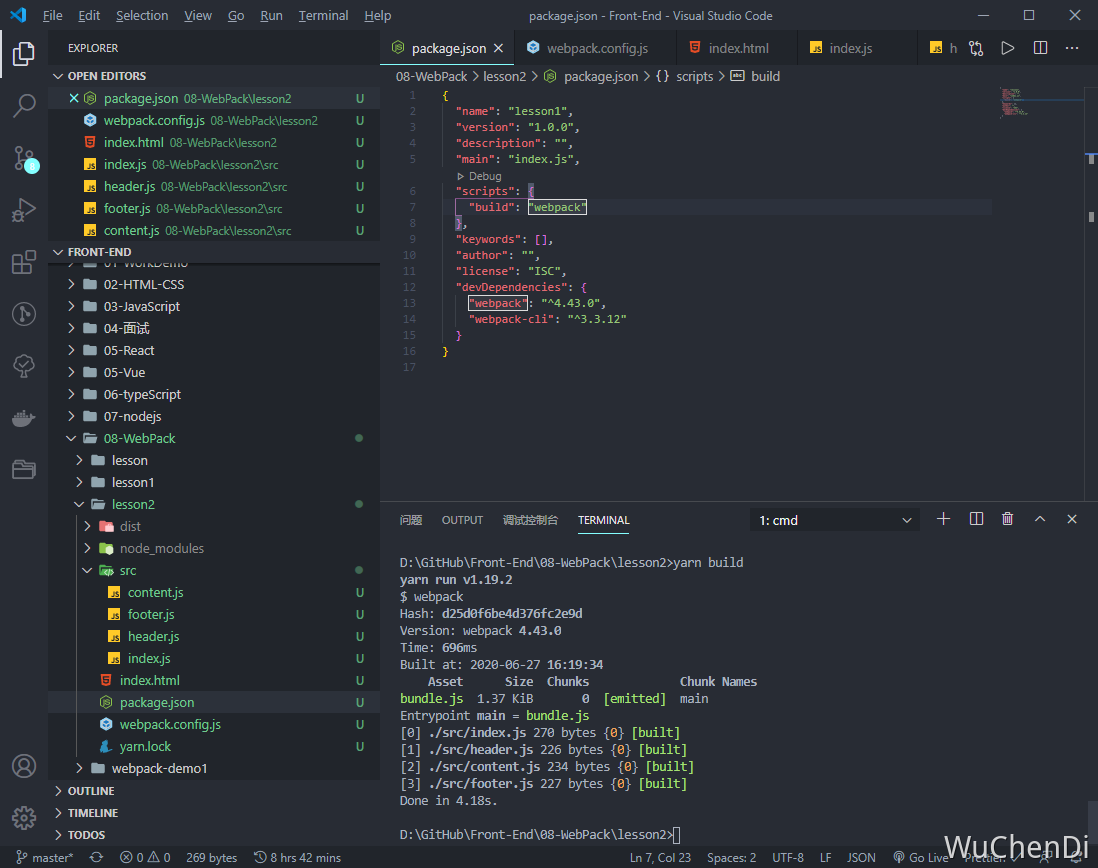 File Edit Selection View Go Run Terminal Help package.json - Front-End - Visual Studio Code
EXPLORER
OPEN EDITORS
package.json 08-WebPack\lesson2 U
webpack.config.js 08-WebPack\lesson2 U
index.html 08-WebPack\lesson2 U
index.js 08-WebPack\lesson2\src U
header.js 08-WebPack\lesson2\src U
footer.js 08-WebPack\lesson2\src U
content.js 08-WebPack\lesson2\src U
FRONT-END
01-WorkDemo
02-HTML-CSS
03-JavaScript
04-面试
05-React
05-Vue
06-typeScript
07-nodejs
08-WebPack
lesson
lesson1
lesson2
dist
node_modules
src
content.js U
footer.js U
header.js U
index.js U
index.html U
package.json U
webpack.config.js U
yarn.lock U
webpack-demo1
OUTLINE
TIMELINE
TODOS
package.json webpack.config.js index.html index.js h
08-WebPack > lesson2 > package.json > {} scripts > abc build
1 {
2 "name": "lesson1",
3 "version": "1.0.0",
4 "description": "",
5 "main": "index.js",
Debug
6 "scripts": {
7 "build": "webpack"
8 },
9 "keywords": [],
10 "author": "",
11 "license": "ISC",
12 "devDependencies": {
13 "webpack": "^4.43.0",
14 "webpack-cli": "^3.3.12"
15 }
16 }
17
问题 OUTPUT 调试控制台 TERMINAL 1: cmd
D:\GitHub\Front-End\08-WebPack\lesson2>yarn build
yarn run v1.19.2
$ webpack
Hash: d25d0f6be4d376fc2e9d
Version: webpack 4.43.0
Time: 696ms
Built at: 2020-06-27 16:19:34
Asset Size Chunks Chunk Names
bundle.js 1.37 KiB 0 [emitted] main
Entrypoint main = bundle.js
[0] ./src/index.js 270 bytes {0} [built]
[1] ./src/header.js 226 bytes {0} [built]
[2] ./src/content.js 234 bytes {0} [built]
[3] ./src/footer.js 227 bytes {0} [built]
Done in 4.18s.
D:\GitHub\Front-End\08-WebPack\lesson2>
master* 0 0 269 bytes 8 hrs 42 mins Ln 7, Col 23 Spaces: 2 UTF-8 LF JSON Go Live Prettier
WuChenDi